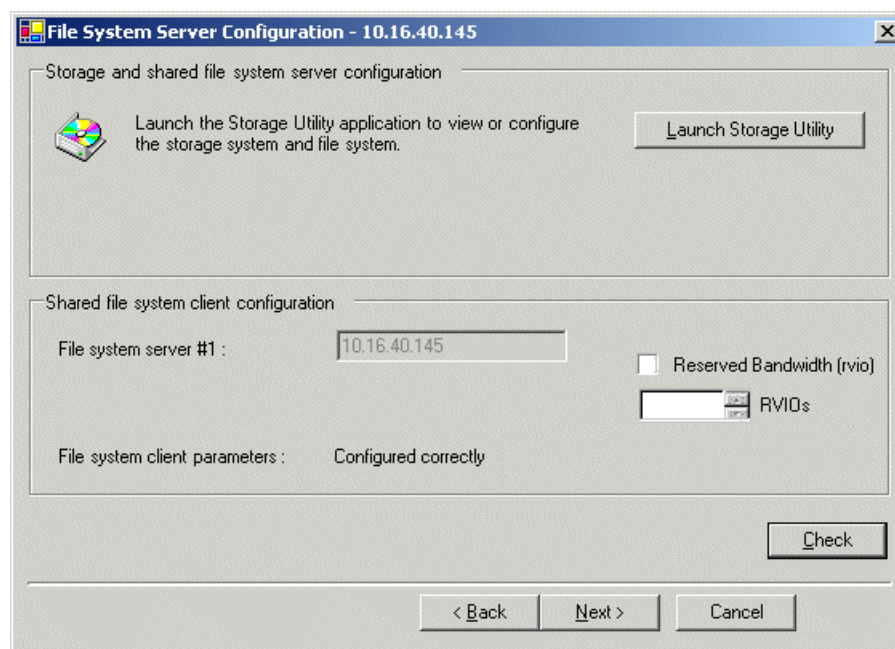 File System Server Configuration - 10.16.40.145
Storage and shared file system server configuration
Launch the Storage Utility application to view or configure
the storage system and file system.
Launch Storage Utility
Shared file system client configuration
File system server #1 :
10.16.40.145
Reserved Bandwidth (rvio)
RVIOs
File system client parameters :
Configured correctly
Check
< Back
Next >
Cancel